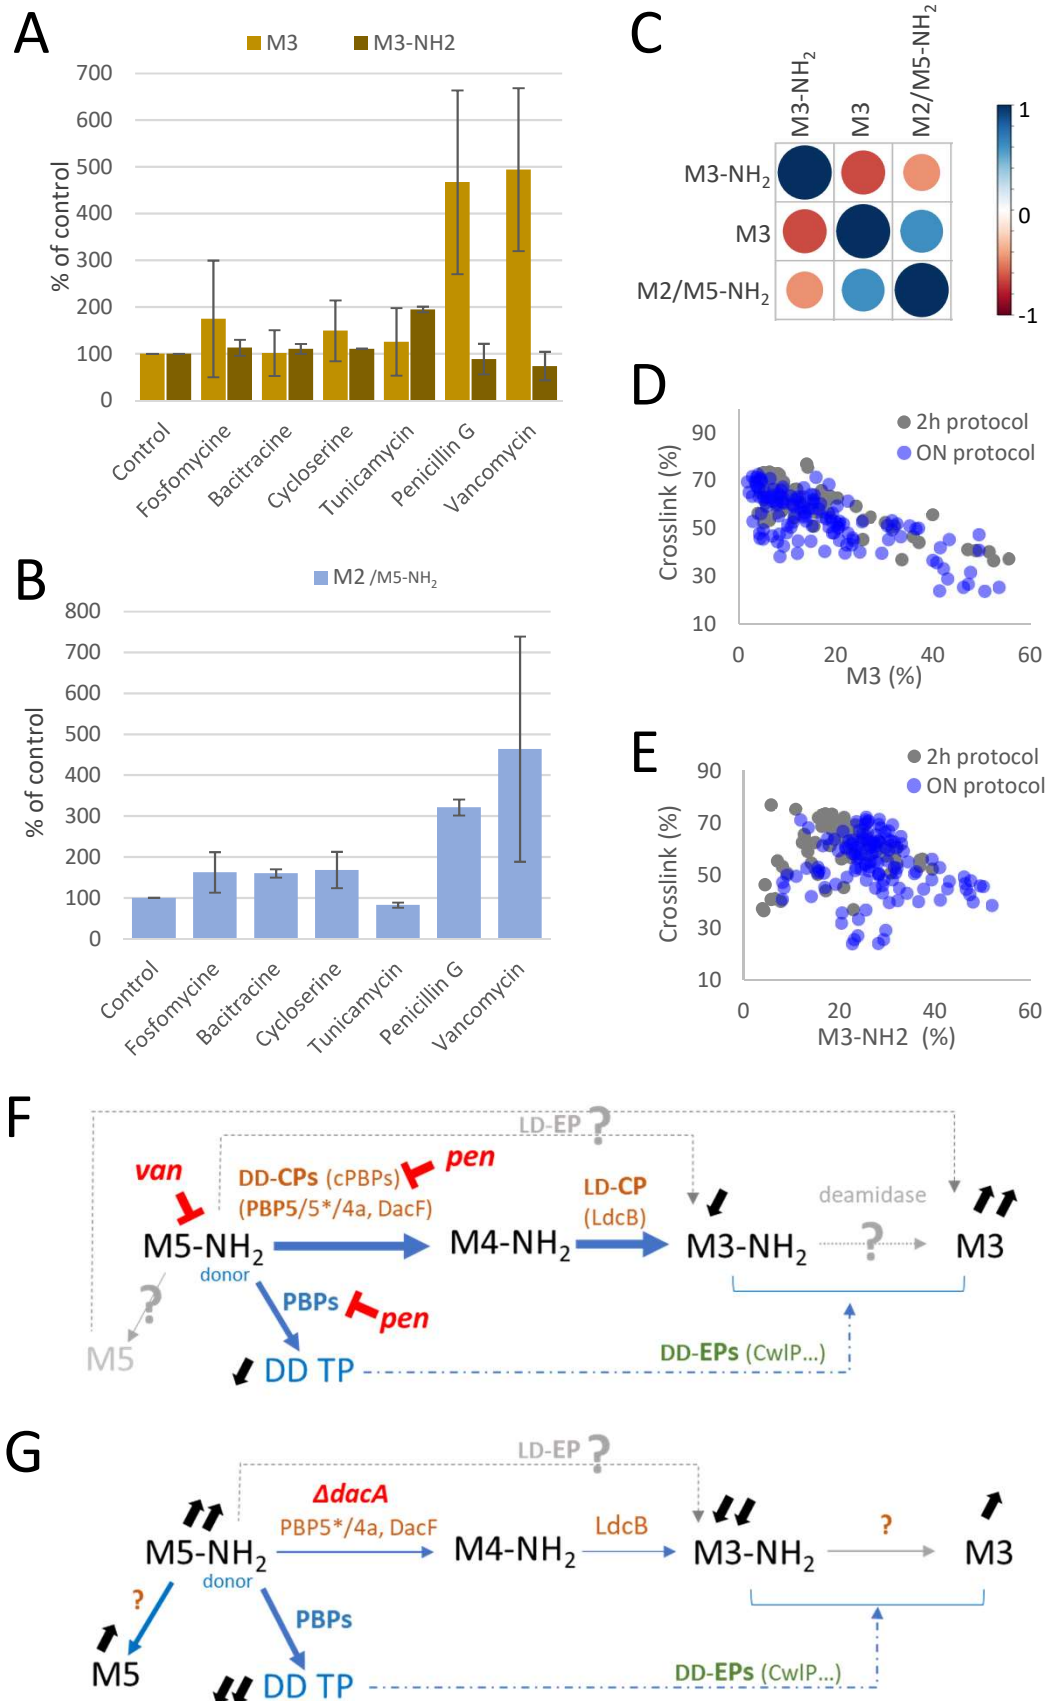 A
M3
M3-NH2
700
600
500
400
300
200
100
0
% of control
Control
Fosfomycine
Bacitracine
Cycloserine
Tunicamycin
Penicillin G
Vancomycin
B
M2 /M5-NH2
800
700
600
500
400
300
200
100
0
% of control
Control
Fosfomycine
Bacitracine
Cycloserine
Tunicamycin
Penicillin G
Vancomycin
C
M3-NH2
M3
M2/M5-NH2
M3-NH2
M3
M2/M5-NH2
1
0
-1
D
2h protocol
ON protocol
90
70
50
30
10
Crosslink (%)
0
20
40
60
M3 (%)
E
2h protocol
ON protocol
90
70
50
30
10
Crosslink (%)
0
20
40
60
M3-NH2 (%)
F
LD-EP ?
van
DD-CPs (cPBPs)
pen
(PBP5/5*/4a, DacF)
LD-CP
(LdcB)
deamidase
M5-NH2
M4-NH2
M3-NH2
?
M3
donor
?
PBPs
pen
M5
DD TP
DD-EPs (CwlP...)
G
LD-EP ?
ΔdacA
PBP5*/4a, DacF
LdcB
?
M5-NH2
M4-NH2
M3-NH2
M3
donor
?
PBPs
M5
DD TP
DD-EPs (CwlP...)